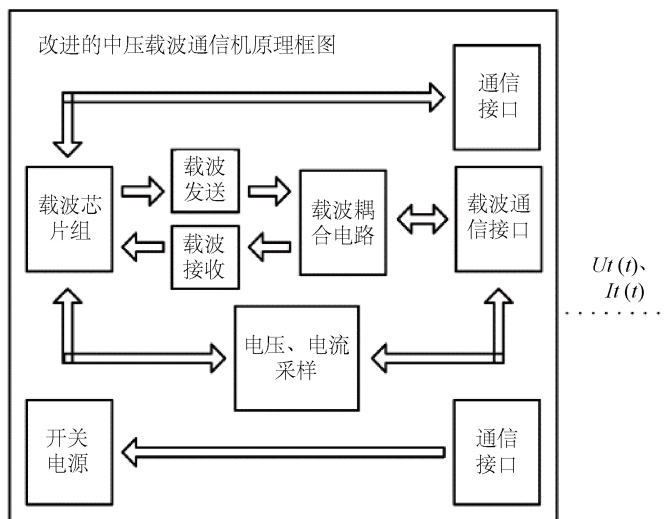 改进的中压载波通信机原理框图
通信
接口
载波芯
片组
载波
发送
载波
接收
载波耦
合电路
载波通
信接口
Ut (t)、
It (t)
电压、电流
采样
开关
电源
通信
接口